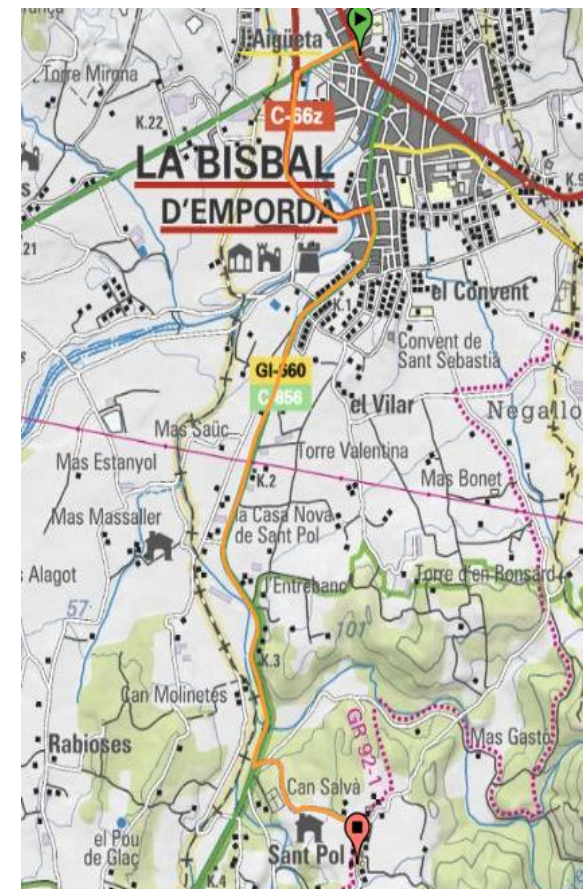 l'Aigüeta
Torre Mirona
K.22
C-66z
LA BISBAL
D'EMPORDÀ
K.9
21
K.1
el Convent
Convent de
Sant Sebastià
GI-660
C-856
el Vilar
Negallo
Mas Saüc
Mas Estanyol
Torre Valentina
K.2
Mas Bonet
Mas Massaller
la Casa Nova
de Sant Pol
Alagot
l'Entrebanc
Torre d'en Ronsard
57
101
K.3
Can Molinetes
GR 92-1
Mas Gastó
Rabioses
Can Salvà
el Pou
de Glaç
Sant Pol
K.4